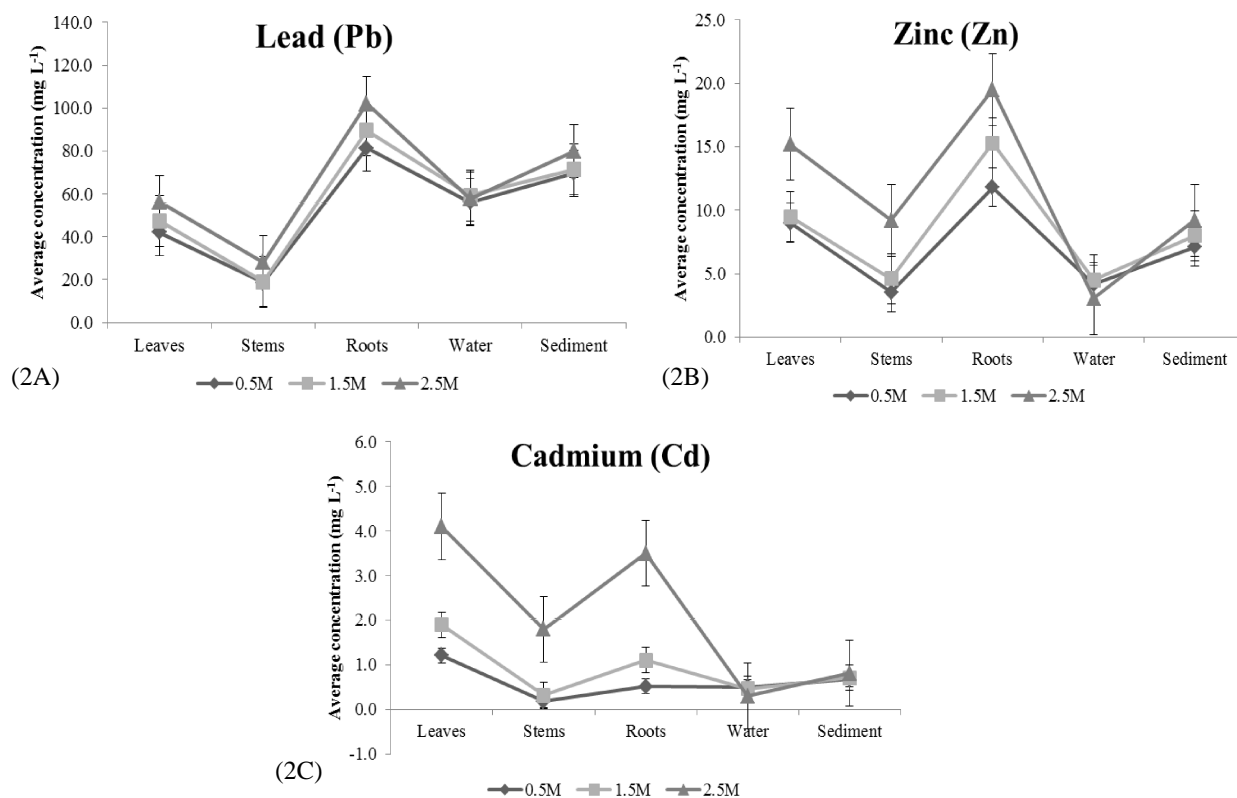 Lead (Pb)
Average concentration (mg L-1)
140.0
120.0
100.0
80.0
60.0
40.0
20.0
0.0
Leaves Stems Roots Water Sediment
(2A)
0.5M 1.5M 2.5M
Zinc (Zn)
Average concentration (mg L-1)
25.0
20.0
15.0
10.0
5.0
0.0
Leaves Stems Roots Water Sediment
(2B)
0.5M 1.5M 2.5M
Cadmium (Cd)
Average concentration (mg L-1)
6.0
5.0
4.0
3.0
2.0
1.0
0.0
-1.0
Leaves Stems Roots Water Sediment
(2C)
0.5M 1.5M 2.5M